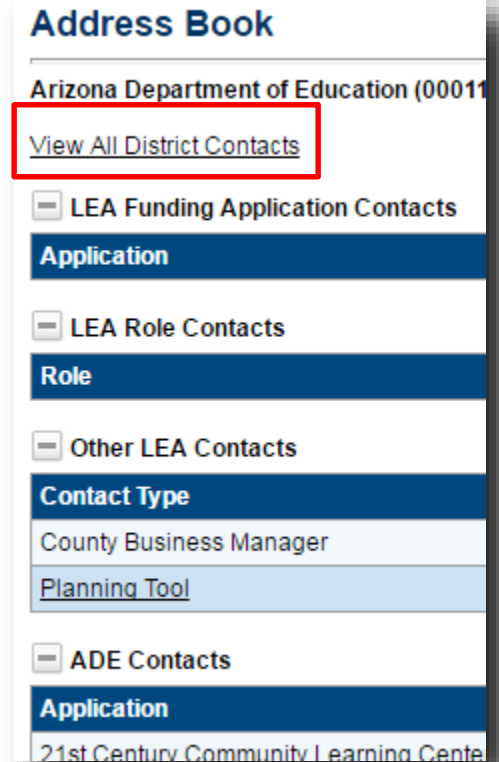 Address Book
Arizona Department of Education (00011
View All District Contacts
LEA Funding Application Contacts
Application
LEA Role Contacts
Role
Other LEA Contacts
Contact Type
County Business Manager
Planning Tool
ADE Contacts
Application
21st Century Community Learning Cente